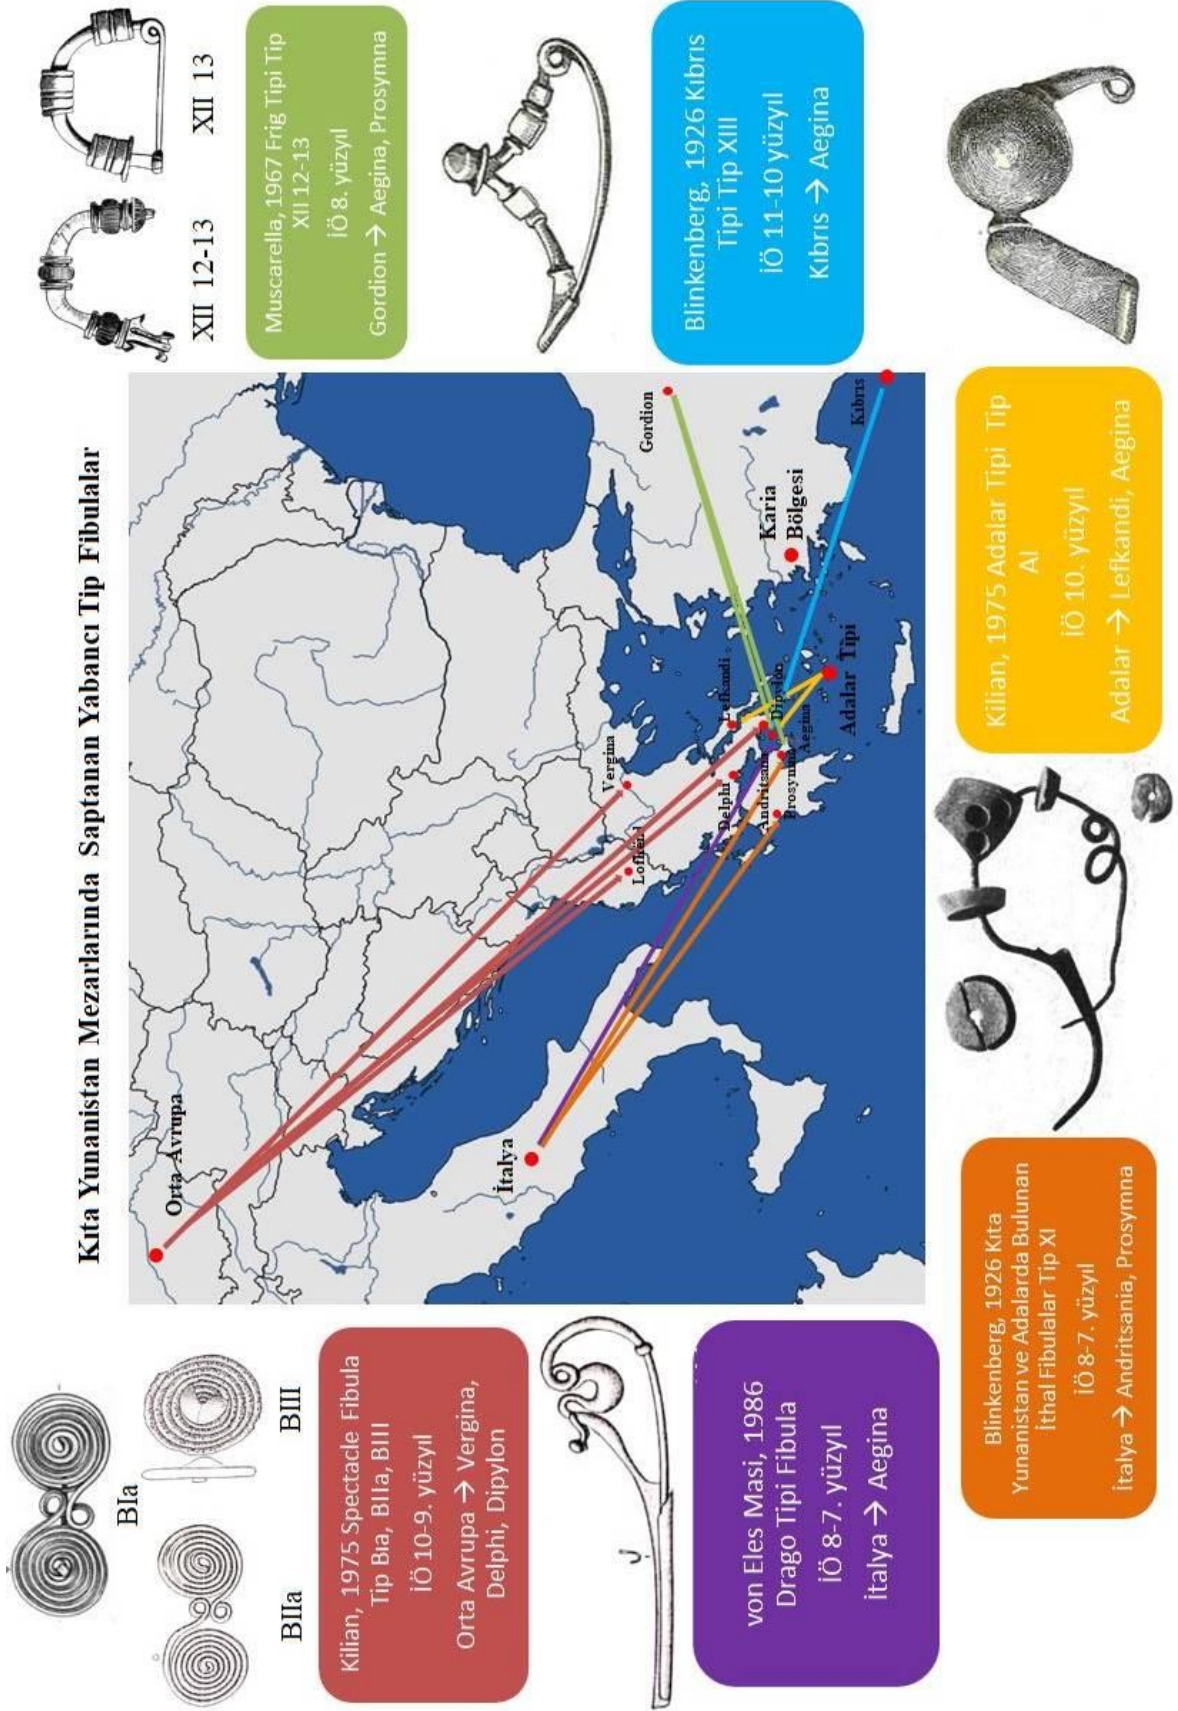 Kıta Yunanistan Mezarlarında Saptanan Yabancı Tip Fibulalar
BIa
BIIa
BIII
Kilian, 1975 Spectacle Fibula
Tip Bıa, BIIa, BIII
İÖ 10-9. yüzyıl
Orta Avrupa → Vergina,
Delphi, Dipylon
von Eles Masi, 1986
Drago Tipi Fibula
İÖ 8-7. yüzyıl
İtalya → Aegina
Orta Avrupa
İtalya
Vergina
Lofkend
Delphi
Lefkandi
Andritsana
Prosymna
Dipylon
Aegina
Adalar Tipi
Karia
Bölgesi
Gordion
Kıbrıs
XII 12-13
XII 13
Muscarella, 1967 Frig Tipi Tip
XII 12-13
İÖ 8. yüzyıl
Gordion → Aegina, Prosymna
Blinkenberg, 1926 Kıbrıs
Tipi Tip XIII
İÖ 11-10 yüzyıl
Kıbrıs → Aegina
Blinkenberg, 1926 Kıta
Yunanistan ve Adalarda Bulunan
İthal Fibulalar Tip XI
İÖ 8-7. yüzyıl
İtalya → Andritsania, Prosymna
Kilian, 1975 Adalar Tipi Tip
AI
İÖ 10. yüzyıl
Adalar → Lefkandi, Aegina